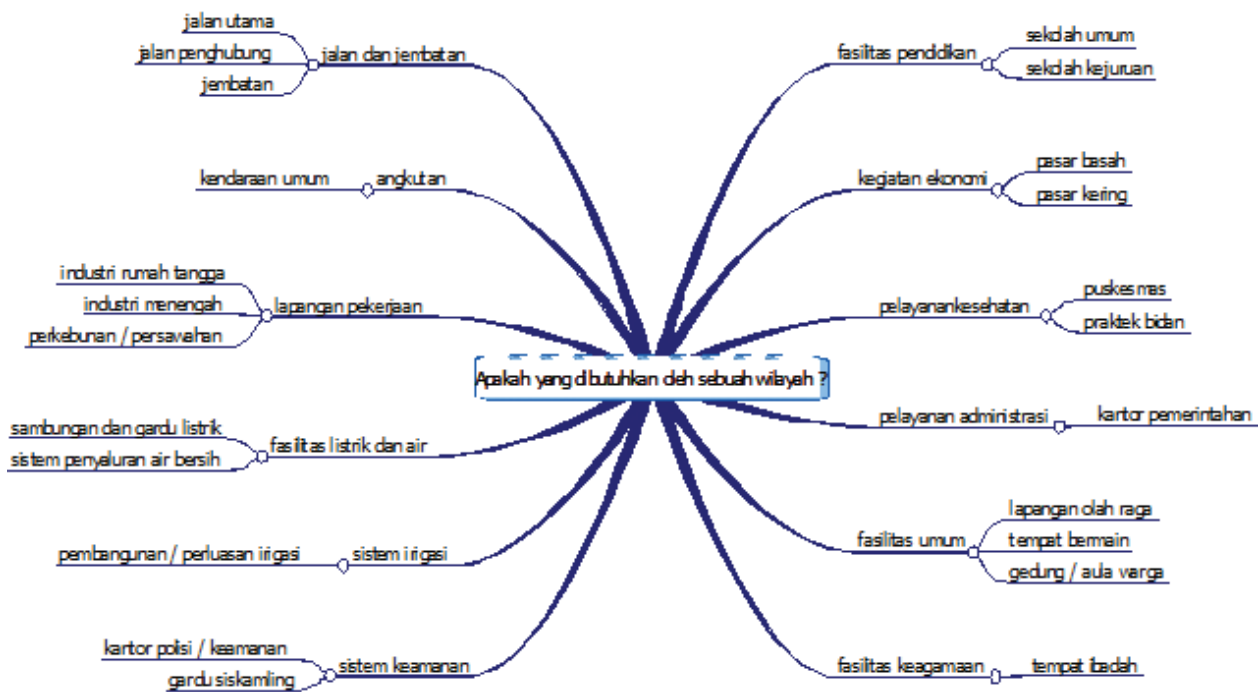 jalan utama
jalan penghubung
jembatan
jalan dan jembatan
kendaraan umum
angkutan
industri rumah tangga
industri menengah
perkebunan / persawahan
lapangan pekerjaan
sambungan dan gardu listrik
sistem penyaluran air bersih
fasilitas listrik dan air
pembangunan / perluasan irigasi
sistem irigasi
kantor polisi / keamanan
gardu siskamling
sistem keamanan
Apakah yang dibutuhkan oleh sebuah wilayah ?
fasilitas pendidikan
sekolah umum
sekolah kejuruan
kegiatan ekonomi
pasar basah
pasar kering
pelayanankesehatan
puskesmas
praktek bidan
pelayanan administrasi
kantor pemerintahan
fasilitas umum
lapangan olah raga
tempat bermain
gedung / aula warga
fasilitas keagamaan
tempat ibadah